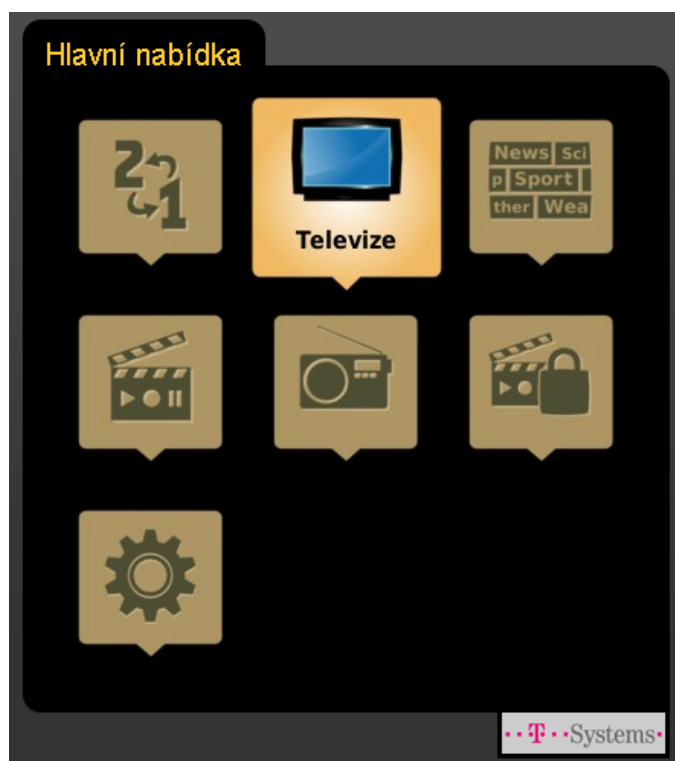 Hlavní nabídka
2
1
News Sci
p Sport
ther Wea
Televize
··T··Systems·